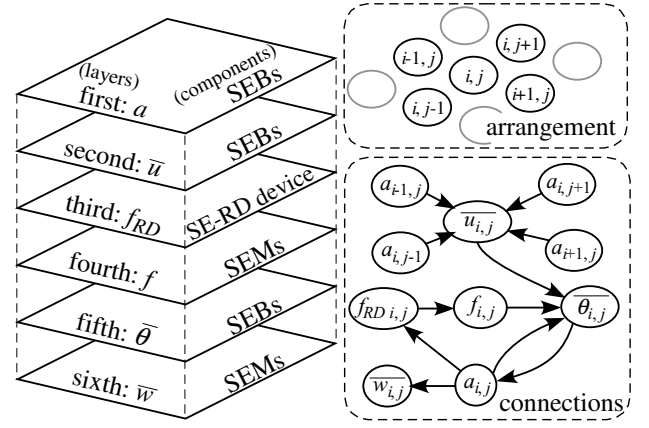 (layers)
(components)
first: a
SEBs
second: u̅
SEBs
third: f_RD
SE-RD device
fourth: f
SEMs
fifth: θ̅
SEBs
sixth: w̅
SEMs
i-1, j
i, j+1
i, j
i, j-1
i+1, j
arrangement
a_i-1, j
a_i, j+1
u̅_i, j
a_i, j-1
a_i+1, j
f_RD i, j
f_i, j
θ̅_i, j
w̅_i, j
a_i, j
connections